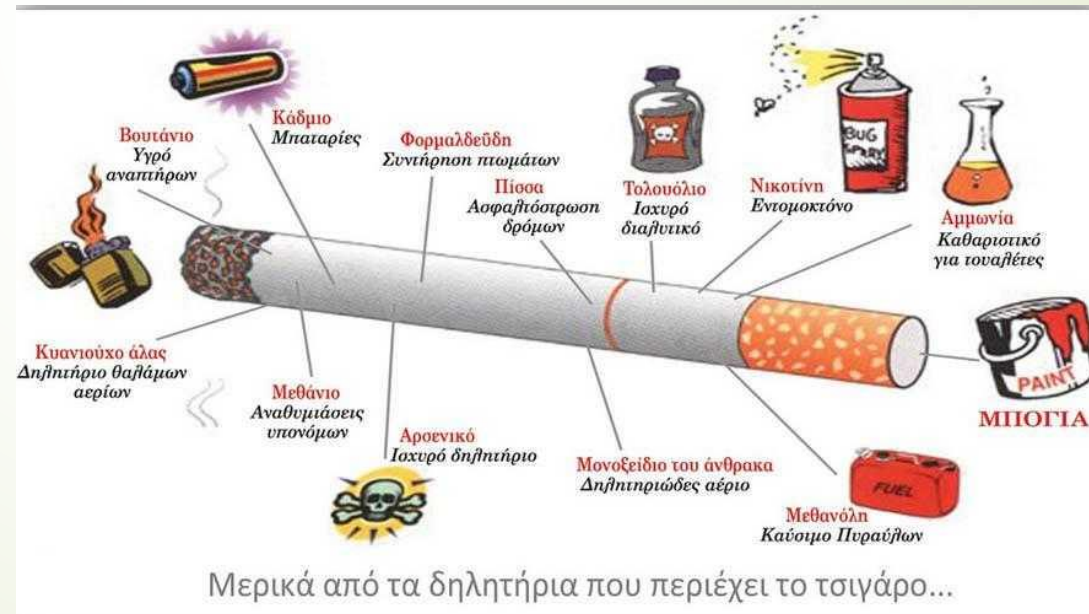 Κάδμιο
Μπαταρίες
Βουτάνιο
Υγρό
αναπτήρων
Φορμαλδεΰδη
Συντήρηση πτωμάτων
Πίσσα
Ασφαλτόστρωση
δρόμων
Τολουόλιο
Ισχυρό
διαλυτικό
Νικοτίνη
Εντομοκτόνο
BUG
SPRAY
Αμμωνία
Καθαριστικό
για τουαλέτες
Κυανιούχο άλας
Δηλητήριο θαλάμων
αερίων
Μεθάνιο
Αναθυμιάσεις
υπονόμων
Αρσενικό
Ισχυρό δηλητήριο
Μονοξείδιο του άνθρακα
Δηλητηριώδες αέριο
FUEL
Μεθανόλη
Καύσιμο Πυραύλων
PAINT
ΜΠΟΓΙΑ
Μερικά από τα δηλητήρια που περιέχει το τσιγάρο...